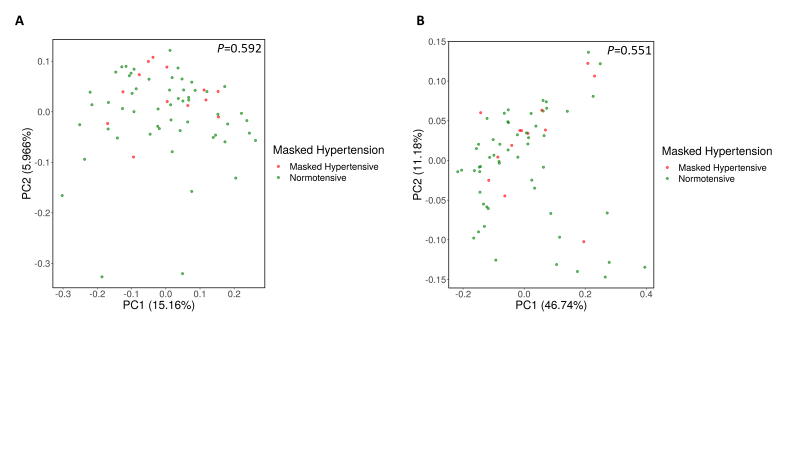 A
P=0.592
0.1
0.0
-0.1
-0.2
-0.3
PC2 (5.966%)
-0.3 -0.2 -0.1 0.0 0.1 0.2
PC1 (15.16%)
Masked Hypertension
Masked Hypertensive
Normotensive
B
P=0.551
0.15
0.10
0.05
0.00
-0.05
-0.10
-0.15
PC2 (11.18%)
-0.2 0.0 0.2 0.4
PC1 (46.74%)
Masked Hypertension
Masked Hypertensive
Normotensive